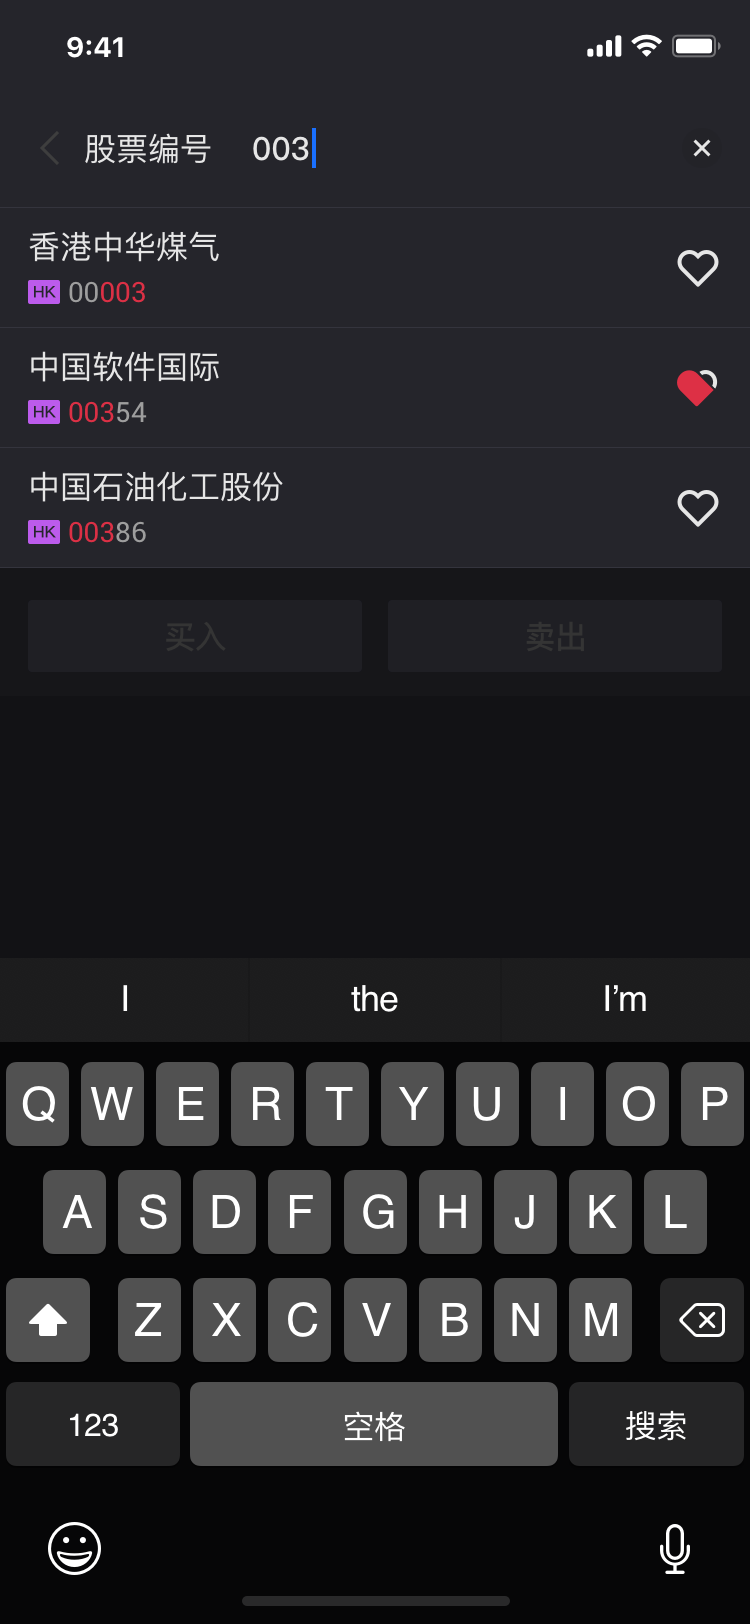 9:41
股票编号 003
香港中华煤气
HK 00003
中国软件国际
HK 00354
中国石油化工股份
HK 00386
买入 卖出
I the I’m
Q W E R T Y U I O P
A S D F G H J K L
Z X C V B N M
123 空格 搜索